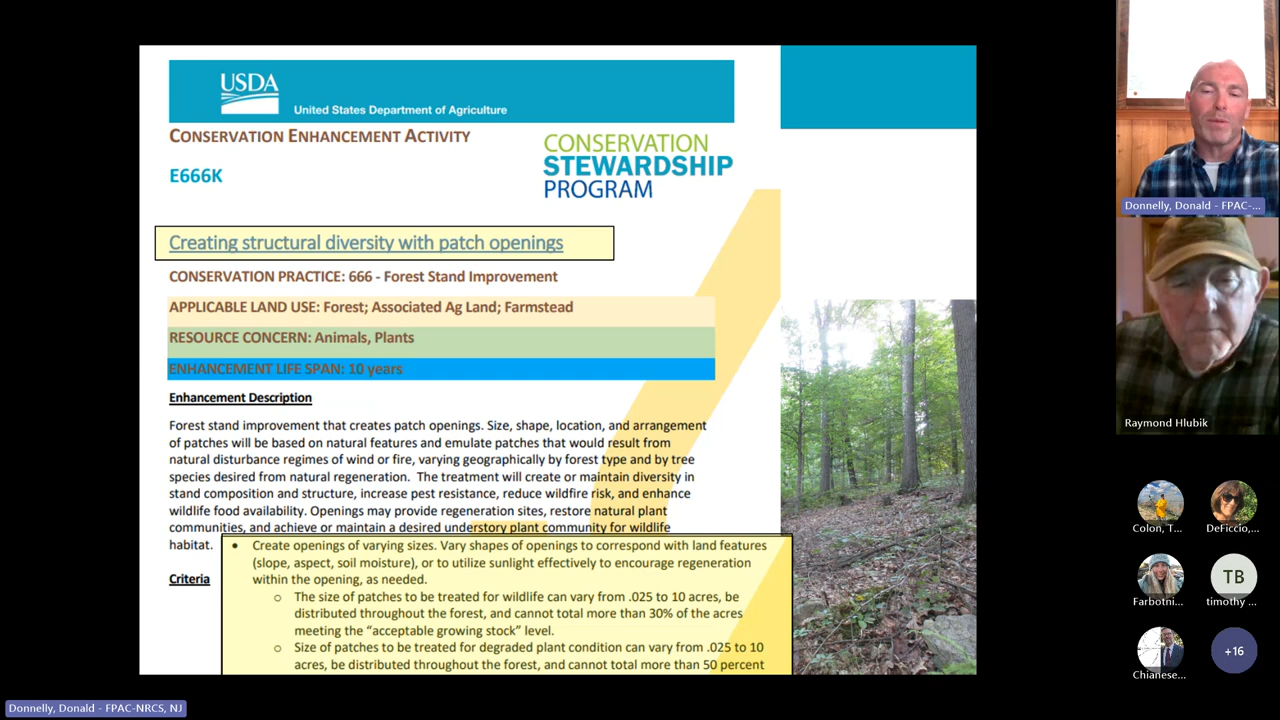 USDA
United States Department of Agriculture
CONSERVATION ENHANCEMENT ACTIVITY
E666K
CONSERVATION
STEWARDSHIP
PROGRAM
Creating structural diversity with patch openings
CONSERVATION PRACTICE: 666 - Forest Stand Improvement
APPLICABLE LAND USE: Forest; Associated Ag Land; Farmstead
RESOURCE CONCERN: Animals, Plants
ENHANCEMENT LIFE SPAN: 10 years
Enhancement Description
Forest stand improvement that creates patch openings. Size, shape, location, and arrangement
of patches will be based on natural features and emulate patches that would result from
natural disturbance regimes of wind or fire, varying geographically by forest type and by tree
species desired from natural regeneration. The treatment will create or maintain diversity in
stand composition and structure, increase pest resistance, reduce wildfire risk, and enhance
wildlife food availability. Openings may provide regeneration sites, restore natural plant
communities, and achieve or maintain a desired understory plant community for wildlife
habitat.
Criteria
• Create openings of varying sizes. Vary shapes of openings to correspond with land features
(slope, aspect, soil moisture), or to utilize sunlight effectively to encourage regeneration
within the opening, as needed.
o The size of patches to be treated for wildlife can vary from .025 to 10 acres, be
distributed throughout the forest, and cannot total more than 30% of the acres
meeting the “acceptable growing stock” level.
o Size of patches to be treated for degraded plant condition can vary from .025 to 10
acres, be distributed throughout the forest, and cannot total more than 50 percent
Donnelly, Donald - FPAC-...
Raymond Hlubik
Colon, T...
DeFiccio,...
Farbotni...
TB
timothy ...
Chianese...
+16
Donnelly, Donald - FPAC-NRCS, NJ